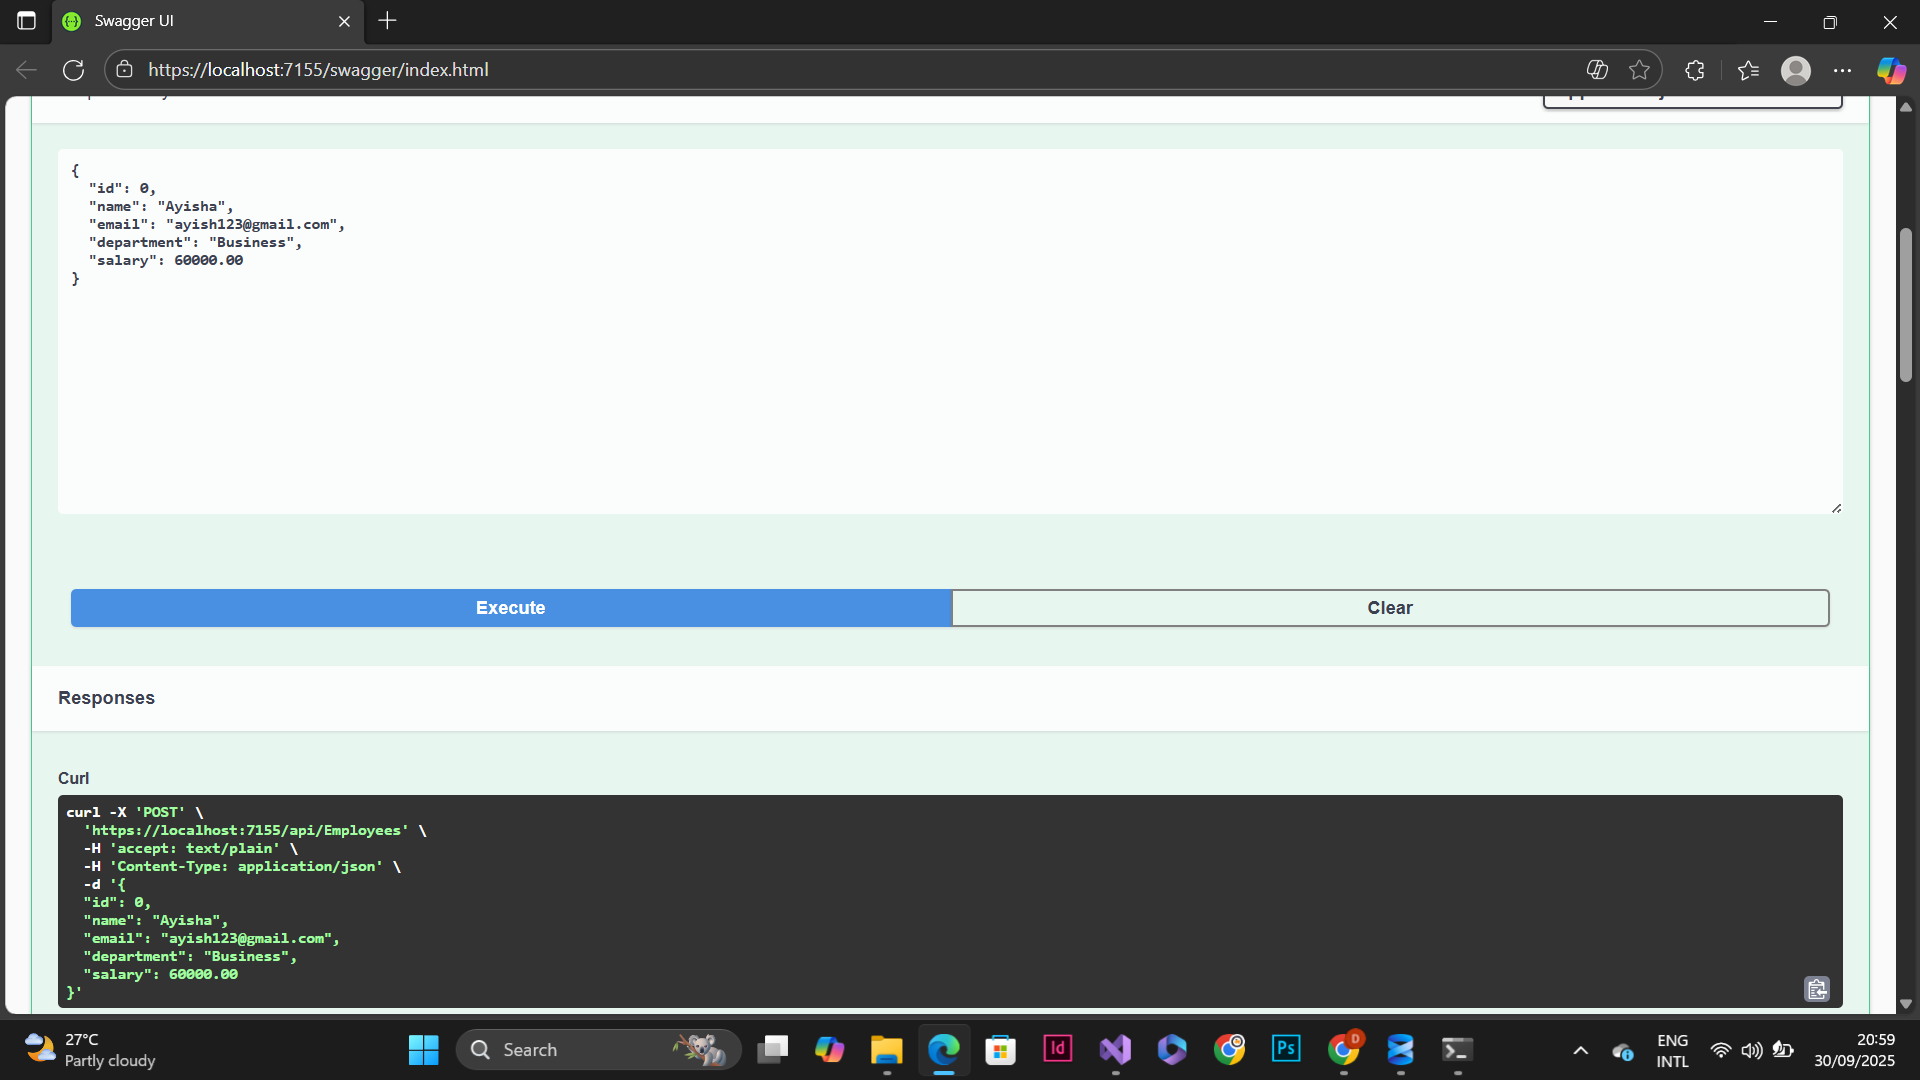 Swagger UI
https://localhost:7155/swagger/index.html
{
"id": 0,
"name": "Ayisha",
"email": "ayish123@gmail.com",
"department": "Business",
"salary": 60000.00
}
Execute
Clear
Responses
Curl
curl -X 'POST' \
'https://localhost:7155/api/Employees' \
-H 'accept: text/plain' \
-H 'Content-Type: application/json' \
-d '{
"id": 0,
"name": "Ayisha",
"email": "ayish123@gmail.com",
"department": "Business",
"salary": 60000.00
}'
27°C
Partly cloudy
Search
Id
Ps
D
ENG
INTL
20:59
30/09/2025